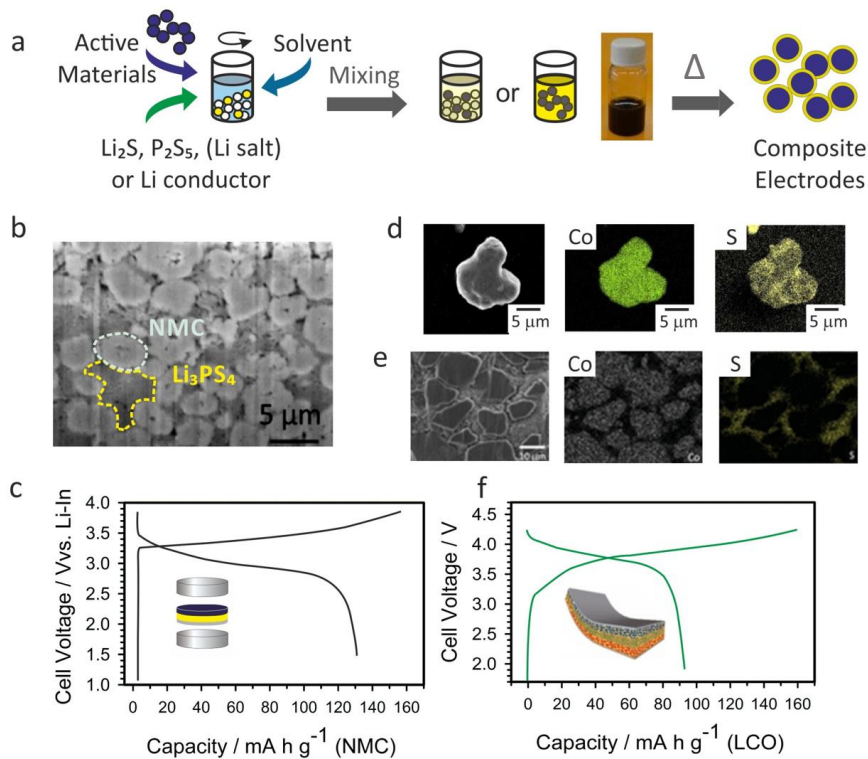 a
Active
Materials
Solvent
Mixing
or
Δ
Li₂S, P₂S₅, (Li salt)
or Li conductor
Composite
Electrodes
b
NMC
Li₃PS₄
5 μm
d
5 μm
Co
5 μm
S
5 μm
e
10 μm
Co
Co
S
S
c
Cell Voltage / Vvs. Li-In
4.0
3.5
3.0
2.5
2.0
1.5
1.0
0 20 40 60 80 100 120 140 160
Capacity / mA h g⁻¹ (NMC)
f
Cell Voltage / V
4.5
4.0
3.5
3.0
2.5
2.0
0 20 40 60 80 100 120 140 160
Capacity / mA h g⁻¹ (LCO)